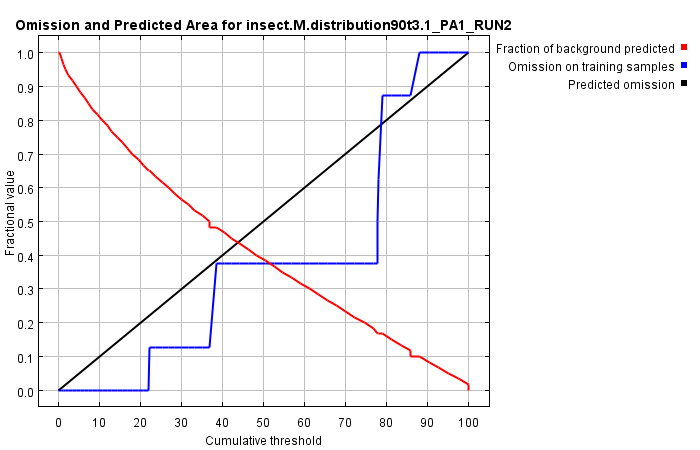 Omission and Predicted Area for insect.M.distribution90t3.1_PA1_RUN2
Fraction of background predicted
Omission on training samples
Predicted omission
Fractional value
1.0
0.9
0.8
0.7
0.6
0.5
0.4
0.3
0.2
0.1
0.0
0 10 20 30 40 50 60 70 80 90 100
Cumulative threshold